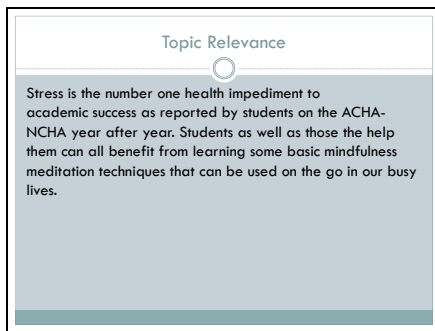 Topic Relevance
Stress is the number one health impediment to
academic success as reported by students on the ACHA-
NCHA year after year. Students as well as those the help
them can all benefit from learning some basic mindfulness
meditation techniques that can be used on the go in our busy
lives.